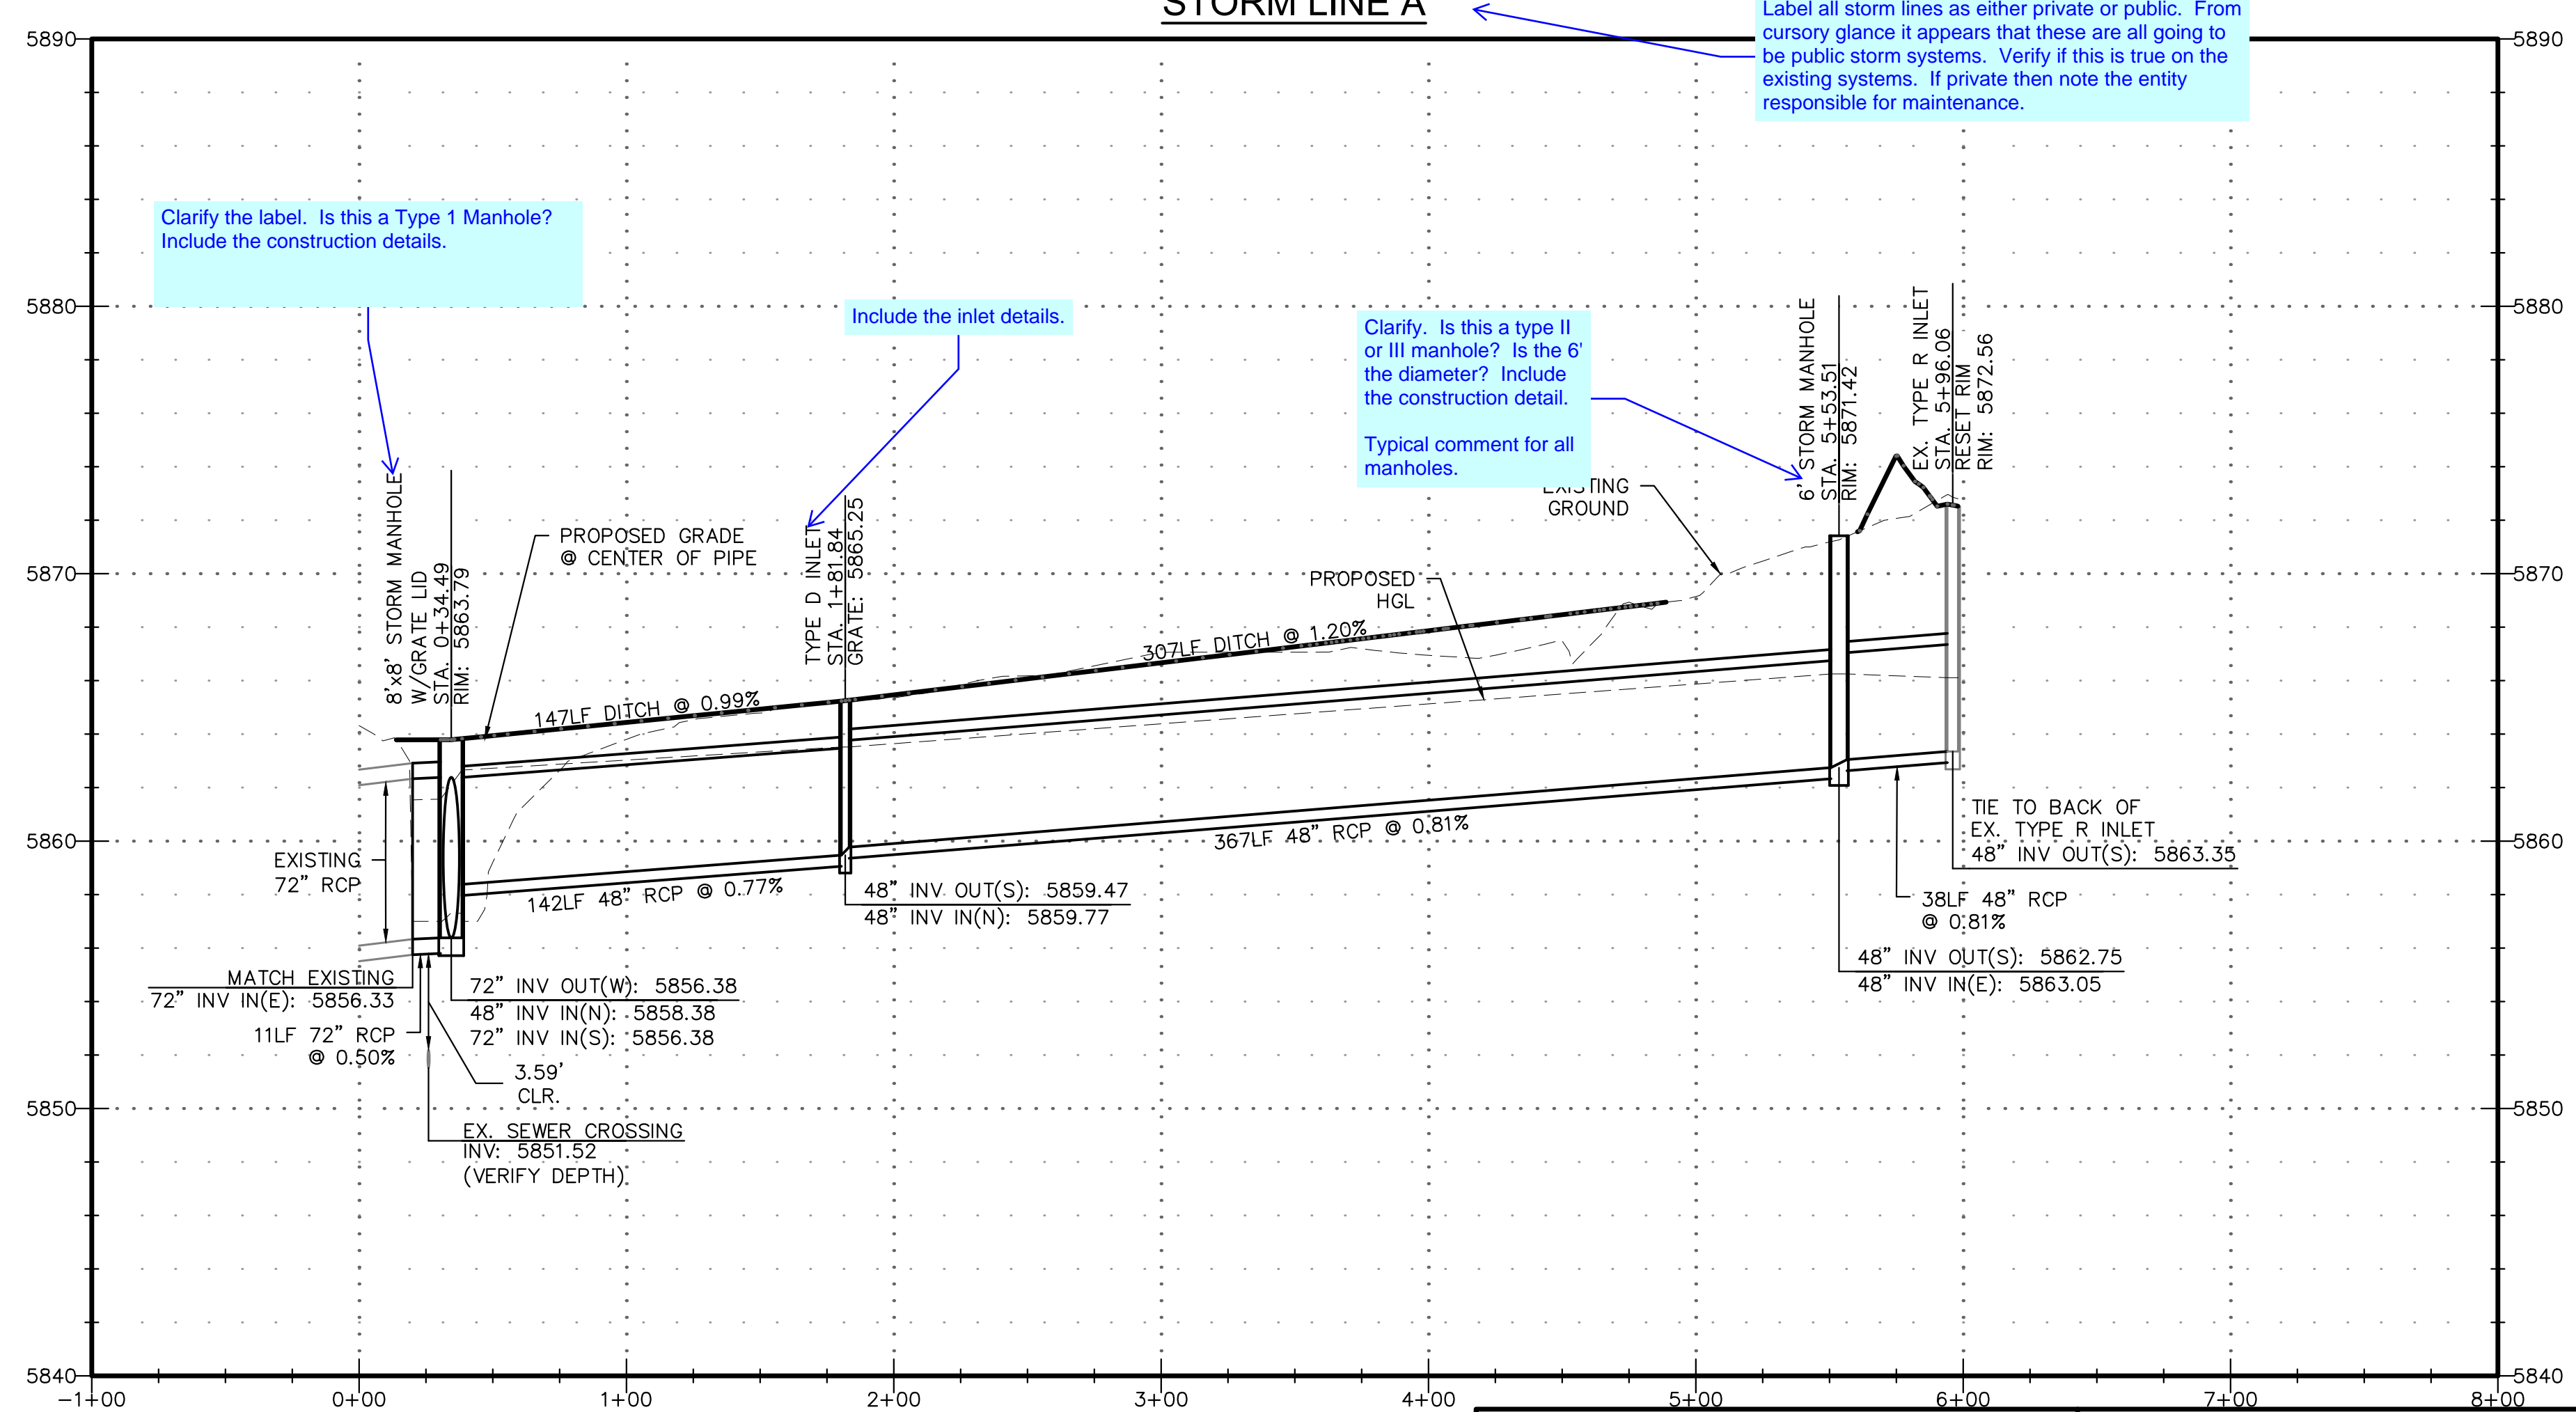 STORM LINE A
Label all storm lines as either private or public. From
cursory glance it appears that these are all going to
be public storm systems. Verify if this is true on the
existing systems. If private then note the entity
responsible for maintenance.
5890
5890
Clarify the label. Is this a Type 1 Manhole?
Include the construction details.
Include the inlet details.
Clarify. Is this a type II
or III manhole? Is the 6'
the diameter? Include
the construction detail.
Typical comment for all
manholes.
5880
5880
8'x8' STORM MANHOLE
W/GRATE LID
STA. 0+34.49
RIM: 5863.79
PROPOSED GRADE
@ CENTER OF PIPE
TYPE D INLET
STA. 1+81.84
GRATE: 5865.25
EXISTING
GROUND
6' STORM MANHOLE
STA. 5+53.51
RIM: 5871.42
EX. TYPE R INLET
STA. 5+96.06
RESET RIM
RIM: 5872.56
5870
5870
PROPOSED
HGL
147LF DITCH @ 0.99%
307LF DITCH @ 1.20%
5860
5860
EXISTING
72" RCP
142LF 48" RCP @ 0.77%
367LF 48" RCP @ 0.81%
48" INV OUT(S): 5859.47
48" INV IN(N): 5859.77
TIE TO BACK OF
EX. TYPE R INLET
48" INV OUT(S): 5863.35
38LF 48" RCP
@ 0.81%
48" INV OUT(S): 5862.75
48" INV IN(E): 5863.05
MATCH EXISTING
72" INV IN(E): 5856.33
72" INV OUT(W): 5856.38
48" INV IN(N): 5858.38
72" INV IN(S): 5856.38
11LF 72" RCP
@ 0.50%
3.59'
CLR.
5850
5850
EX. SEWER CROSSING
INV: 5851.52
(VERIFY DEPTH)
5840
5840
-1+00 0+00 1+00 2+00 3+00 4+00 5+00 6+00 7+00 8+00